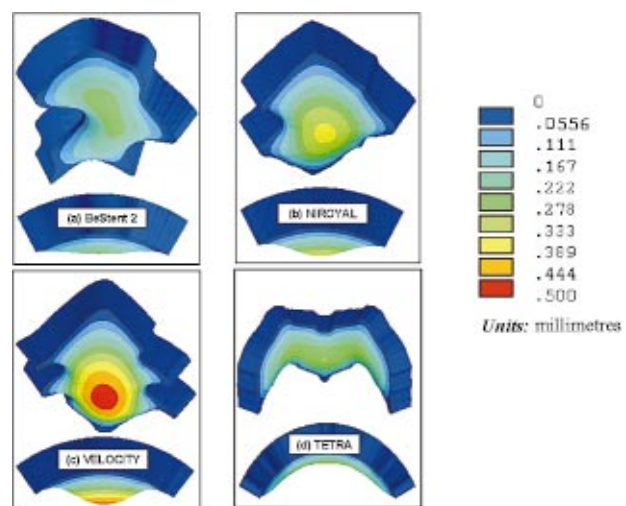 (a) BeStent 2
(b) NIROYAL
(c) VELOCITY
(d) TETRA
0
.0556
.111
.167
.222
.278
.333
.389
.444
.500
Units: millimetres